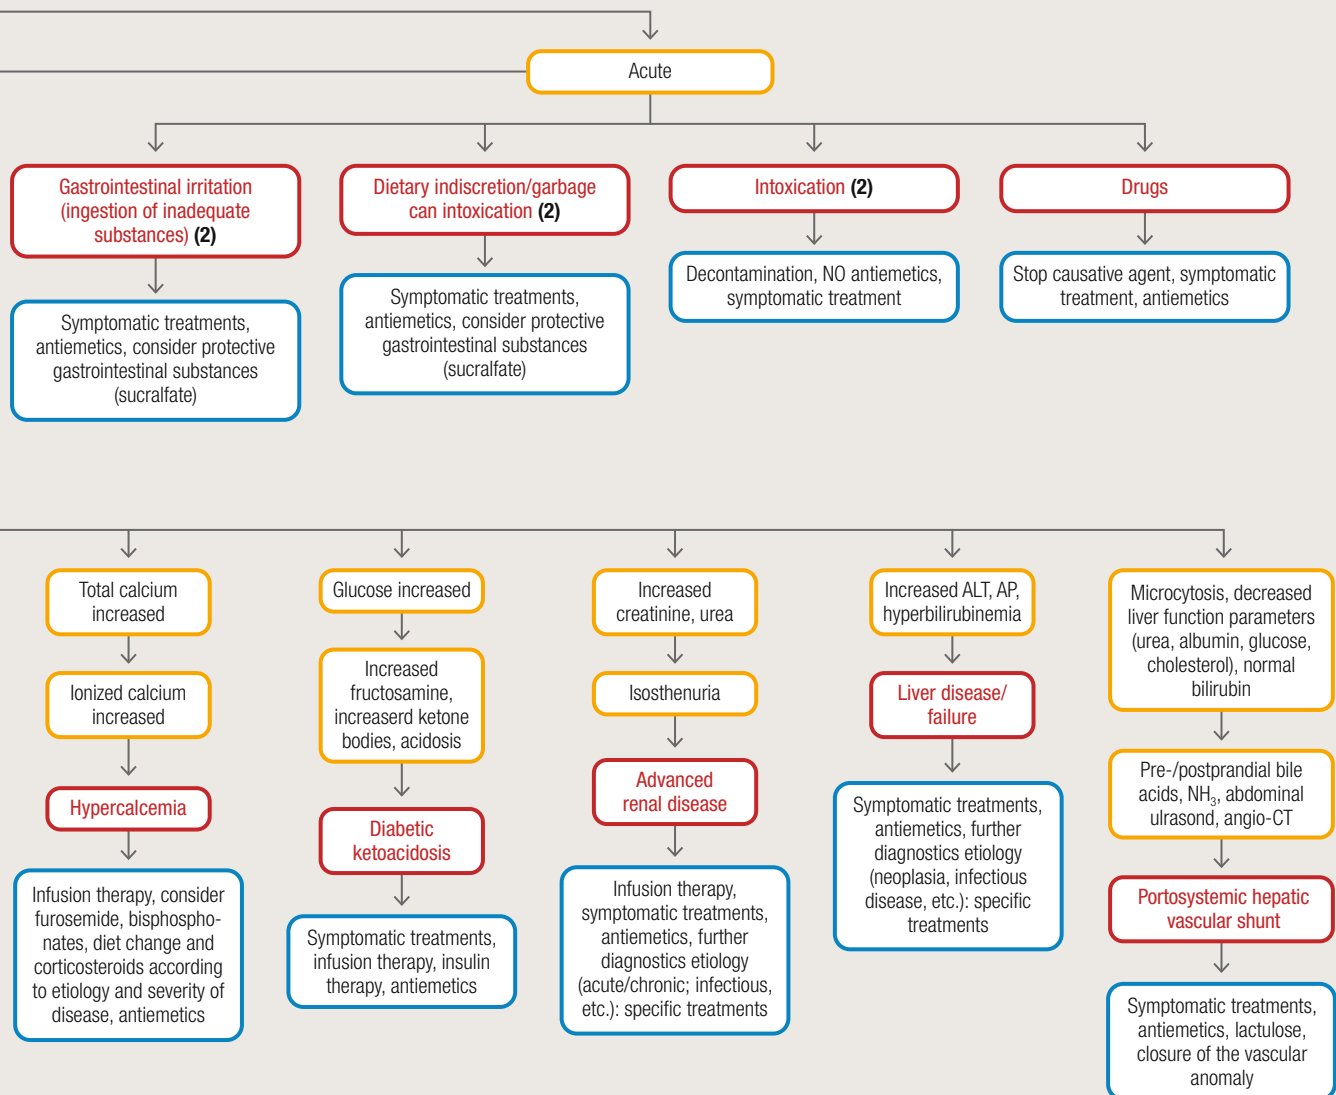 Acute
Gastrointestinal irritation
(ingestion of inadequate
substances) (2)
Dietary indiscretion/garbage
can intoxication (2)
Intoxication (2)
Drugs
Symptomatic treatments,
antiemetics, consider protective
gastrointestinal substances
(sucralfate)
Symptomatic treatments,
antiemetics, consider protective
gastrointestinal substances
(sucralfate)
Decontamination, NO antiemetics,
symptomatic treatment
Stop causative agent, symptomatic
treatment, antiemetics
Total calcium
increased
Ionized calcium
increased
Hypercalcemia
Infusion therapy, consider
furosemide, bisphospho-
nates, diet change and
corticosteroids according
to etiology and severity of
disease, antiemetics
Glucose increased
Increased
fructosamine,
increaserd ketone
bodies, acidosis
Diabetic
ketoacidosis
Symptomatic treatments,
infusion therapy, insulin
therapy, antiemetics
Increased
creatinine, urea
Isosthenuria
Advanced
renal disease
Infusion therapy,
symptomatic treatments,
antiemetics, further
diagnostics etiology
(acute/chronic; infectious,
etc.): specific treatments
Increased ALT, AP,
hyperbilirubinemia
Liver disease/
failure
Symptomatic treatments,
antiemetics, further
diagnostics etiology
(neoplasia, infectious
disease, etc.): specific
treatments
Microcytosis, decreased
liver function parameters
(urea, albumin, glucose,
cholesterol), normal
bilirubin
Pre-/postprandial bile
acids, NH₃, abdominal
ulrasond, angio-CT
Portosystemic hepatic
vascular shunt
Symptomatic treatments,
antiemetics, lactulose,
closure of the vascular
anomaly